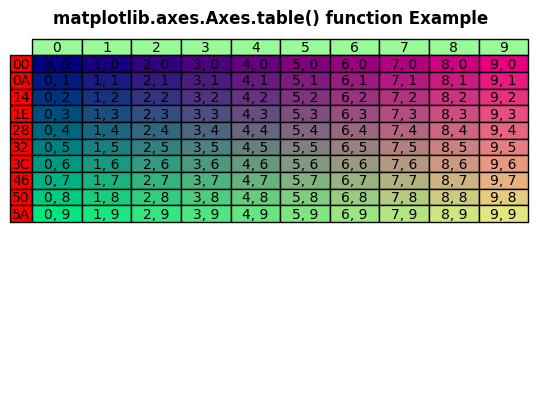 matplotlib.axes.Axes.table() function Example
0 1 2 3 4 5 6 7 8 9
00 0, 0 1, 0 2, 0 3, 0 4, 0 5, 0 6, 0 7, 0 8, 0 9, 0
0A 0, 1 1, 1 2, 1 3, 1 4, 1 5, 1 6, 1 7, 1 8, 1 9, 1
14 0, 2 1, 2 2, 2 3, 2 4, 2 5, 2 6, 2 7, 2 8, 2 9, 2
1E 0, 3 1, 3 2, 3 3, 3 4, 3 5, 3 6, 3 7, 3 8, 3 9, 3
28 0, 4 1, 4 2, 4 3, 4 4, 4 5, 4 6, 4 7, 4 8, 4 9, 4
32 0, 5 1, 5 2, 5 3, 5 4, 5 5, 5 6, 5 7, 5 8, 5 9, 5
3C 0, 6 1, 6 2, 6 3, 6 4, 6 5, 6 6, 6 7, 6 8, 6 9, 6
46 0, 7 1, 7 2, 7 3, 7 4, 7 5, 7 6, 7 7, 7 8, 7 9, 7
50 0, 8 1, 8 2, 8 3, 8 4, 8 5, 8 6, 8 7, 8 8, 8 9, 8
5A 0, 9 1, 9 2, 9 3, 9 4, 9 5, 9 6, 9 7, 9 8, 9 9, 9